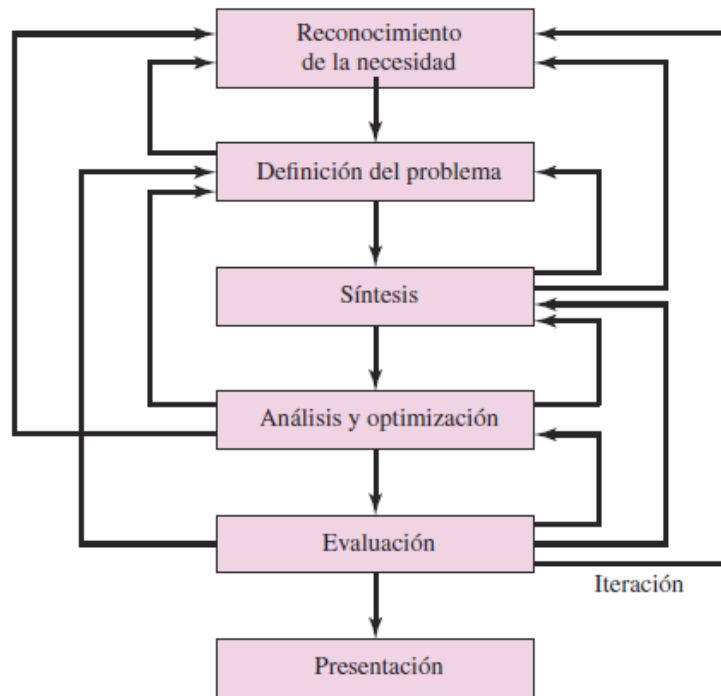 Reconocimiento
de la necesidad
Definición del problema
Síntesis
Análisis y optimización
Evaluación
Iteración
Presentación